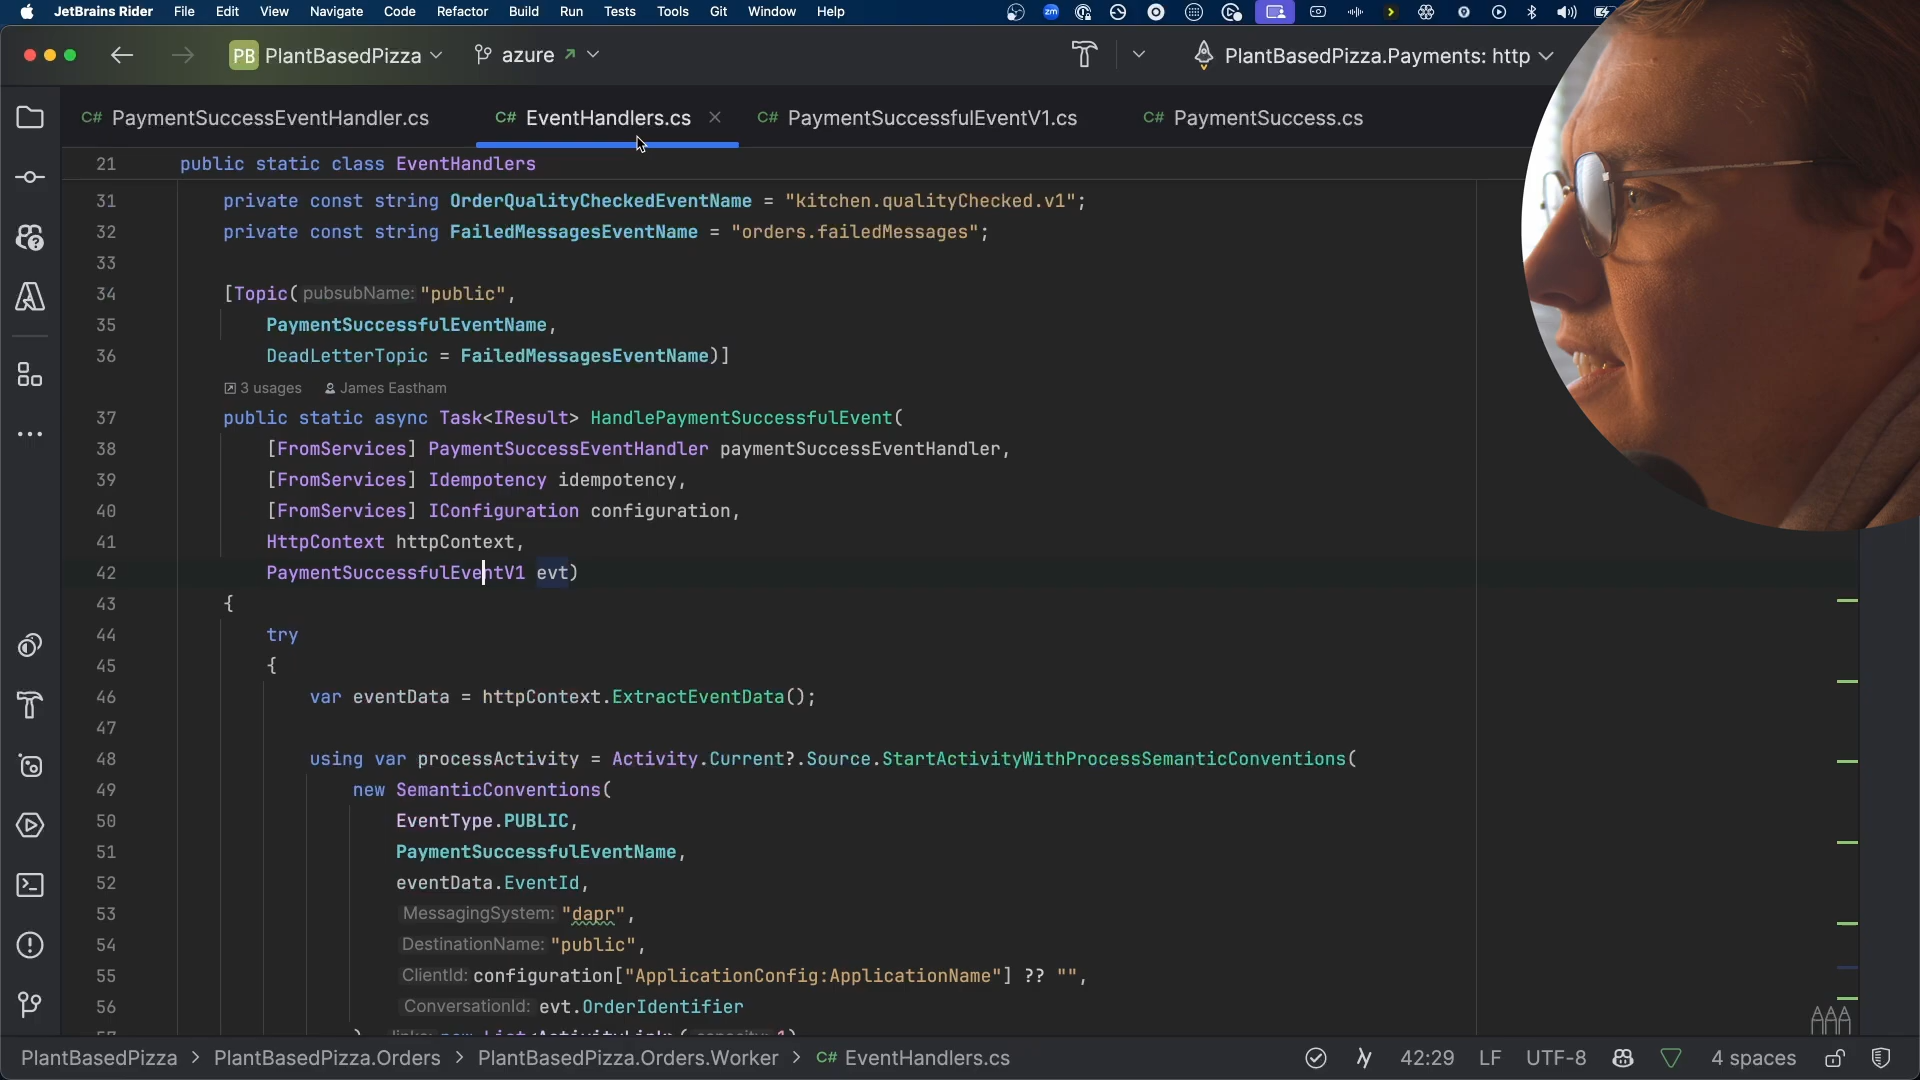 JetBrains Rider File Edit View Navigate Code Refactor Build Run Tests Tools Git Window Help
PB PlantBasedPizza azure PlantBasedPizza.Payments: http
C# PaymentSuccessEventHandler.cs C# EventHandlers.cs C# PaymentSuccessfulEventV1.cs C# PaymentSuccess.cs
21 public static class EventHandlers
31 private const string OrderQualityCheckedEventName = "kitchen.qualityChecked.v1";
32 private const string FailedMessagesEventName = "orders.failedMessages";
33
34 [Topic( pubsubName: "public",
35 PaymentSuccessfulEventName,
36 DeadLetterTopic = FailedMessagesEventName)]
3 usages James Eastham
37 public static async Task<IResult> HandlePaymentSuccessfulEvent(
38 [FromServices] PaymentSuccessEventHandler paymentSuccessEventHandler,
39 [FromServices] Idempotency idempotency,
40 [FromServices] IConfiguration configuration,
41 HttpContext httpContext,
42 PaymentSuccessfulEventV1 evt)
43 {
44 try
45 {
46 var eventData = httpContext.ExtractEventData();
47
48 using var processActivity = Activity.Current?.Source.StartActivityWithProcessSemanticConventions(
49 new SemanticConventions(
50 EventType.PUBLIC,
51 PaymentSuccessfulEventName,
52 eventData.EventId,
53 MessagingSystem: "dapr",
54 DestinationName: "public",
55 ClientId: configuration["ApplicationConfig:ApplicationName"] ?? "",
56 ConversationId: evt.OrderIdentifier
PlantBasedPizza > PlantBasedPizza.Orders > PlantBasedPizza.Orders.Worker > C# EventHandlers.cs 42:29 LF UTF-8 4 spaces